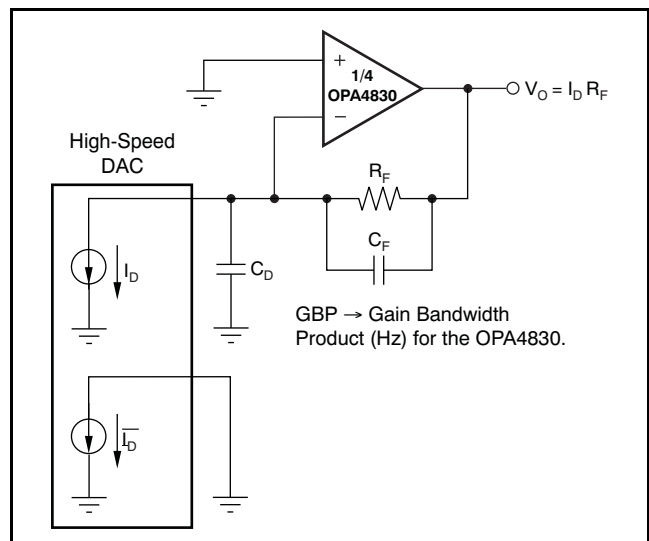 +
1/4
OPA4830
−
V_O = I_D R_F
High-Speed
DAC
R_F
C_F
I_D
C_D
GBP → Gain Bandwidth
Product (Hz) for the OPA4830.
I̅_D̅